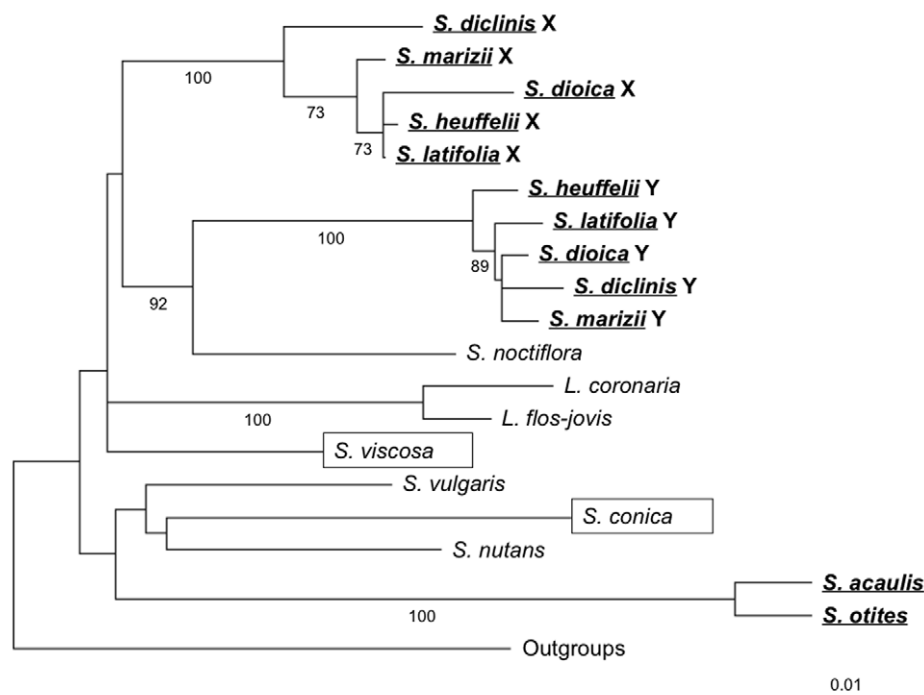 S. diclinis X
100
S. marizii X
S. dioica X
73
S. heuffelii X
73
S. latifolia X
S. heuffelii Y
S. latifolia Y
100
S. dioica Y
89
S. diclinis Y
92
S. marizii Y
S. noctiflora
L. coronaria
100
L. flos-jovis
S. viscosa
S. vulgaris
S. conica
S. nutans
S. acaulis
100
S. otites
Outgroups
0.01